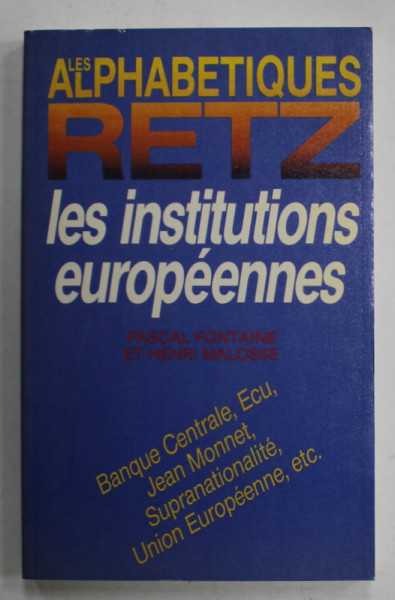 LES
ALPHABETIQUES
RETZ
les institutions
européennes
PASCAL FONTAINE
ET HENRI MALOSSE
Banque Centrale, Ecu,
Jean Monnet,
Supranationalité,
Union Européenne, etc.